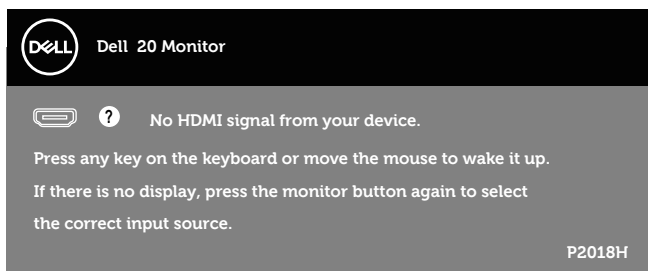 DELL
Dell 20 Monitor
? No HDMI signal from your device.
Press any key on the keyboard or move the mouse to wake it up.
If there is no display, press the monitor button again to select
the correct input source.
P2018H